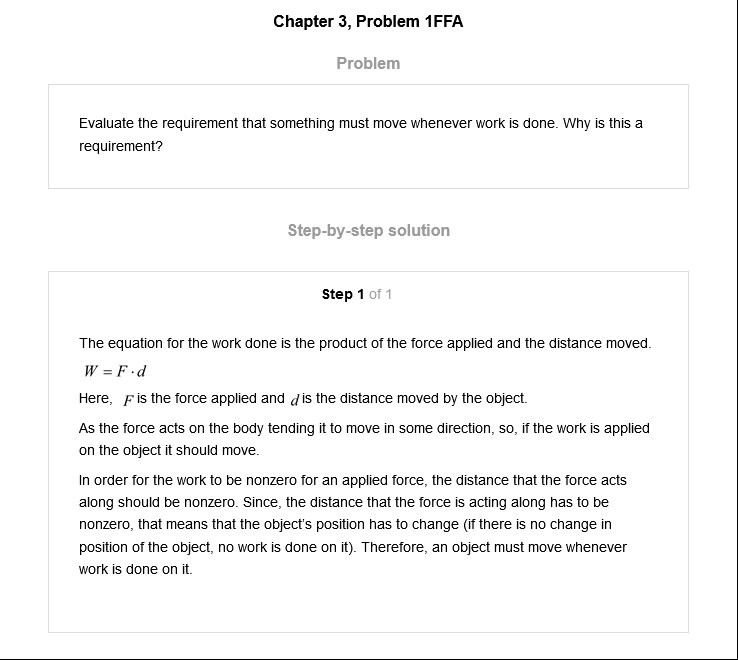 Chapter 3, Problem 1FFA
Problem
Evaluate the requirement that something must move whenever work is done. Why is this a
requirement?
Step-by-step solution
Step 1 of 1
The equation for the work done is the product of the force applied and the distance moved.
W = F · d
Here, F is the force applied and d is the distance moved by the object.
As the force acts on the body tending it to move in some direction, so, if the work is applied
on the object it should move.
In order for the work to be nonzero for an applied force, the distance that the force acts
along should be nonzero. Since, the distance that the force is acting along has to be
nonzero, that means that the object's position has to change (if there is no change in
position of the object, no work is done on it). Therefore, an object must move whenever
work is done on it.